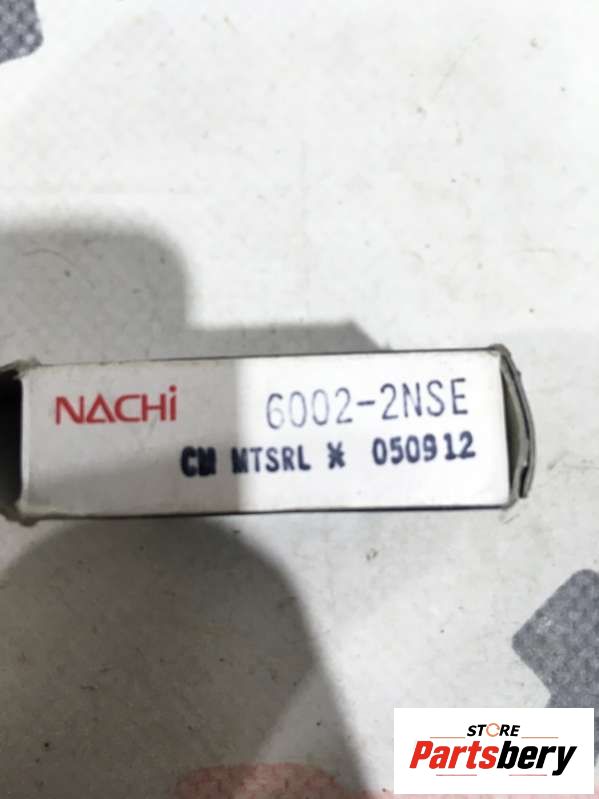 NACHi 6002-2NSE
CM MTSRL ※ 050912
STORE
Partsbery